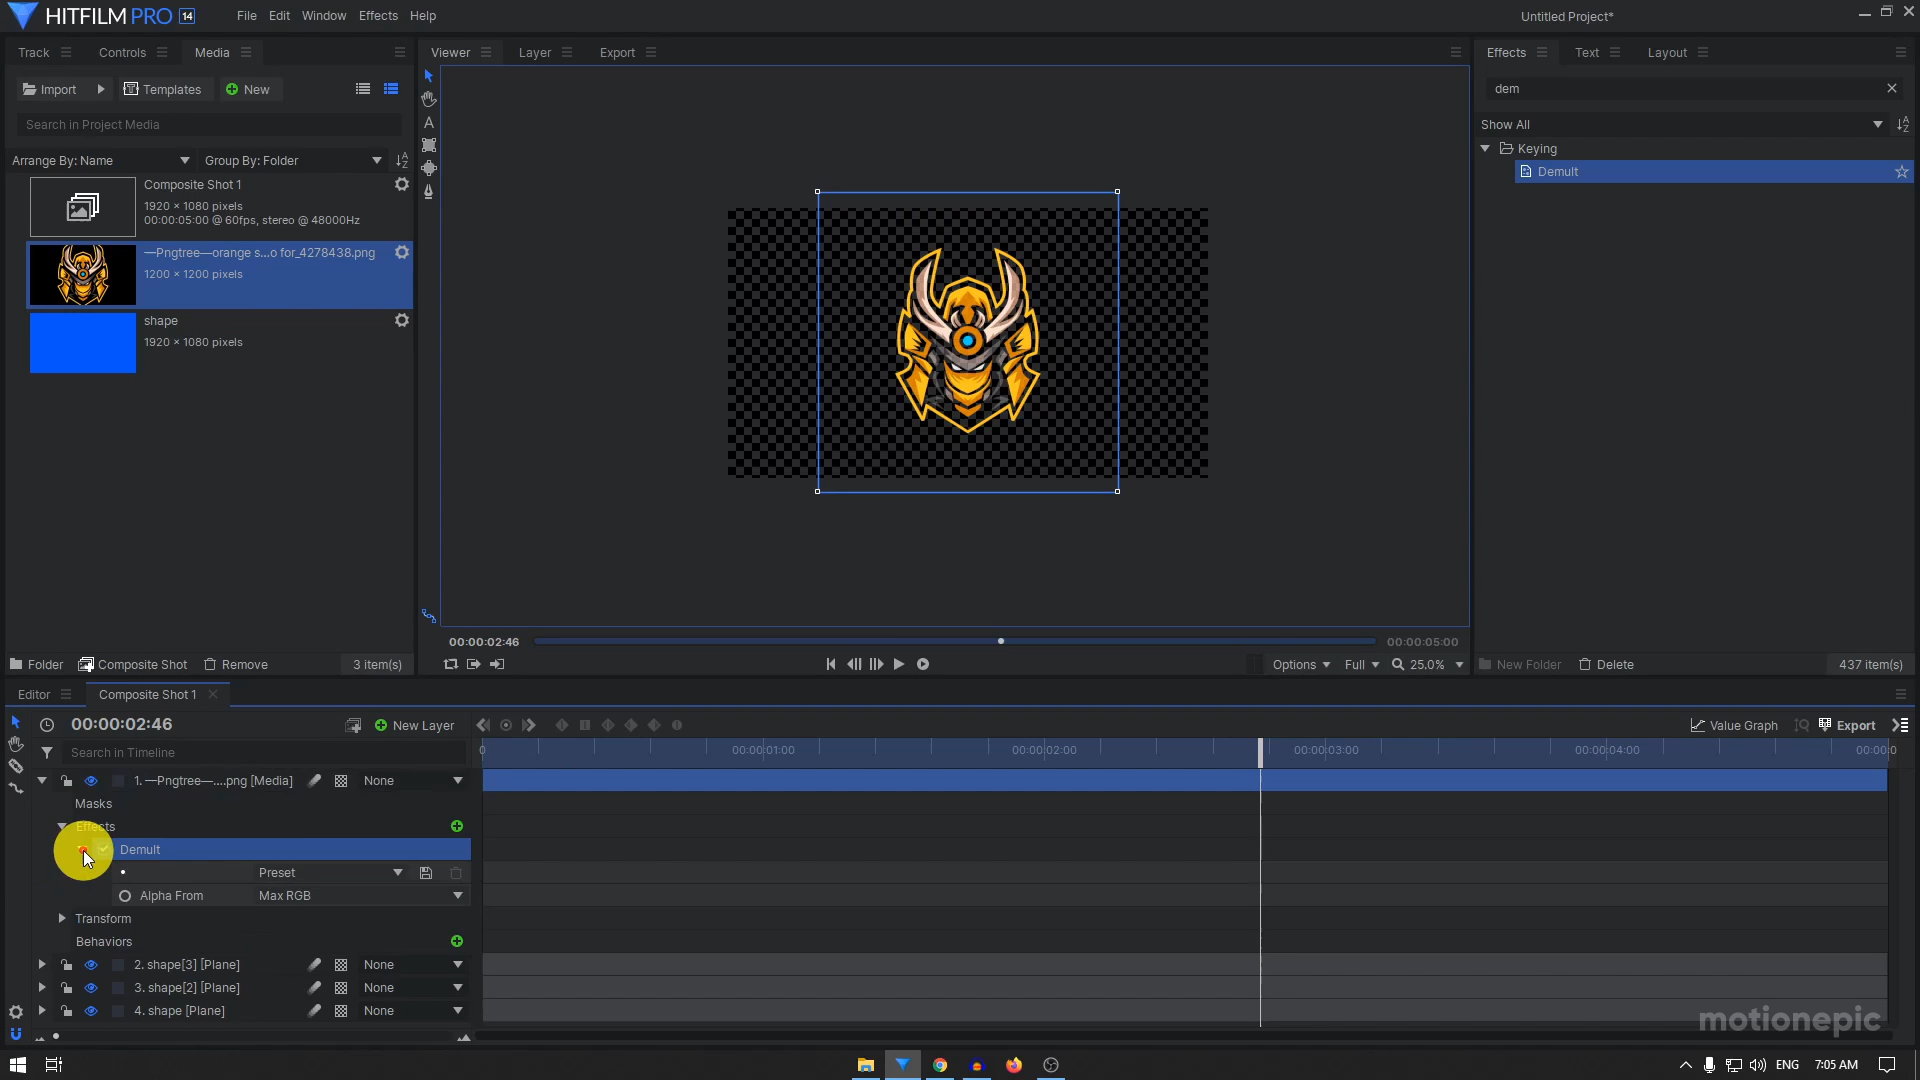 HITFILM PRO 14
File Edit Window Effects Help
Untitled Project*
Track Controls Media
Viewer Layer Export
Effects Text Layout
Import Templates New
dem
Search in Project Media
Show All
Arrange By: Name Group By: Folder
Keying
Demult
Composite Shot 1
1920 × 1080 pixels
00:00:05:00 @ 60fps, stereo @ 48000Hz
—Pngtree—orange s...o for_4278438.png
1200 × 1200 pixels
shape
1920 × 1080 pixels
00:00:02:46 00:00:05:00
Folder Composite Shot Remove 3 item(s)
Options Full 25.0%
New Folder Delete 437 item(s)
Editor Composite Shot 1
00:00:02:46 New Layer
Value Graph Export
Search in Timeline
0 00:00:01:00 00:00:02:00 00:00:03:00 00:00:04:00 00:00:0
1. —Pngtree—....png [Media] None
Masks
Effects
Demult
Preset
Alpha From Max RGB
Transform
Behaviors
2. shape[3] [Plane] None
3. shape[2] [Plane] None
4. shape [Plane] None
motionepic
ENG 7:05 AM